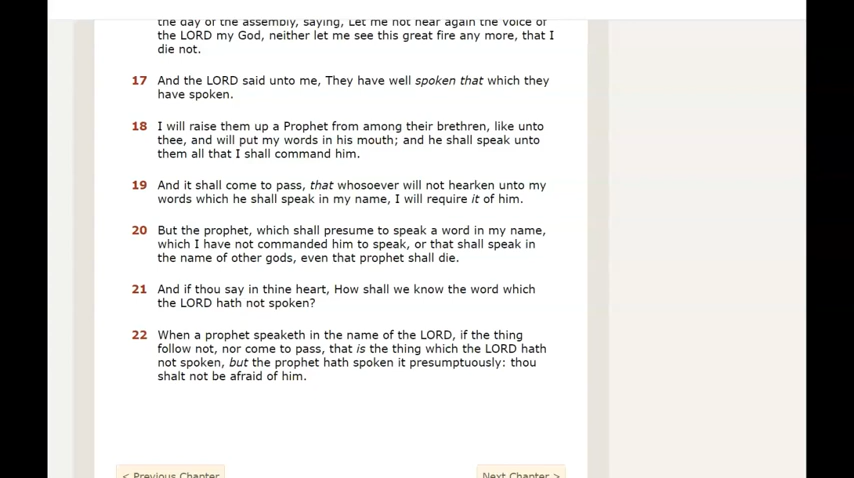 the day of the assembly, saying, Let me not hear again the voice of
the LORD my God, neither let me see this great fire any more, that I
die not.
17 And the LORD said unto me, They have well spoken that which they
have spoken.
18 I will raise them up a Prophet from among their brethren, like unto
thee, and will put my words in his mouth; and he shall speak unto
them all that I shall command him.
19 And it shall come to pass, that whosoever will not hearken unto my
words which he shall speak in my name, I will require it of him.
20 But the prophet, which shall presume to speak a word in my name,
which I have not commanded him to speak, or that shall speak in
the name of other gods, even that prophet shall die.
21 And if thou say in thine heart, How shall we know the word which
the LORD hath not spoken?
22 When a prophet speaketh in the name of the LORD, if the thing
follow not, nor come to pass, that is the thing which the LORD hath
not spoken, but the prophet hath spoken it presumptuously: thou
shalt not be afraid of him.
< Previous Chapter
Next Chapter >